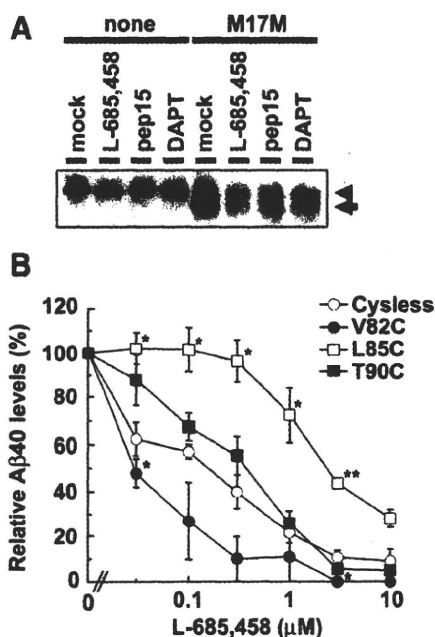 A
none M17M
mock L-685,458 pep15 DAPT mock L-685,458 pep15 DAPT
B
Relative Aβ40 levels (%)
120
100
80
60
40
20
0
Cysless
V82C
L85C
T90C
* * * * ** * *
0 0.1 1 10
L-685,458 (μM)